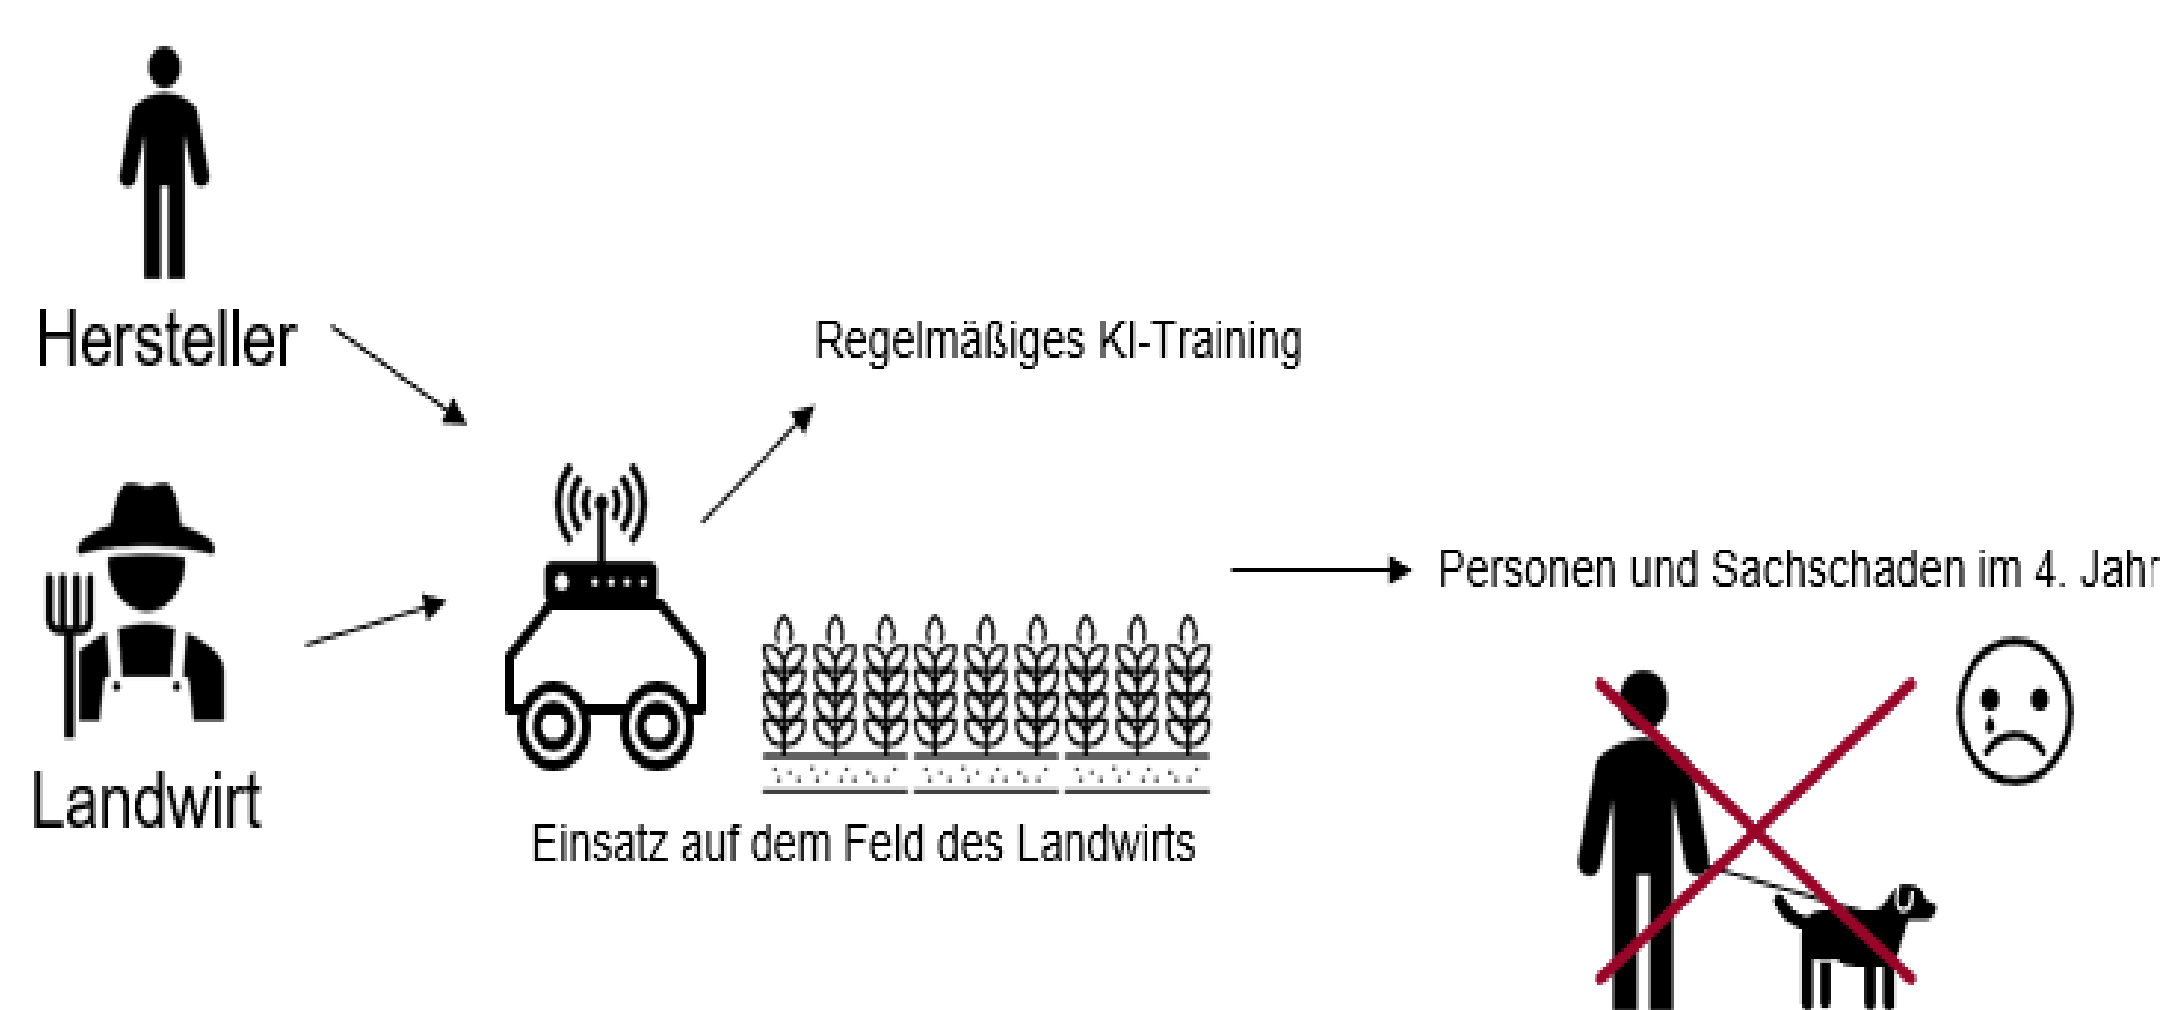 Hersteller
Regelmäßiges KI-Training
Personen und Sachschaden im 4. Jahr
Landwirt
Einsatz auf dem Feld des Landwirts